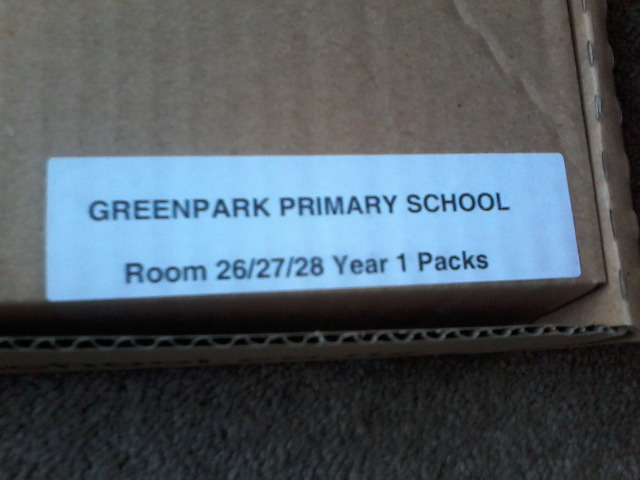 GREENPARK PRIMARY SCHOOL
Room 26/27/28 Year 1 Packs